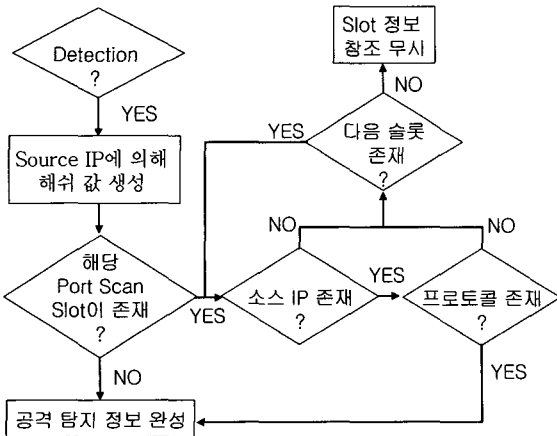 Detection
?
YES
Source IP에 의해
해쉬 값 생성
해당
Port Scan
Slot이 존재
?
YES
NO
공격 탐지 정보 완성
소스 IP 존재
?
YES
NO
프로토콜 존재
?
NO
YES
다음 슬롯
존재
?
YES
NO
Slot 정보
창조 무시